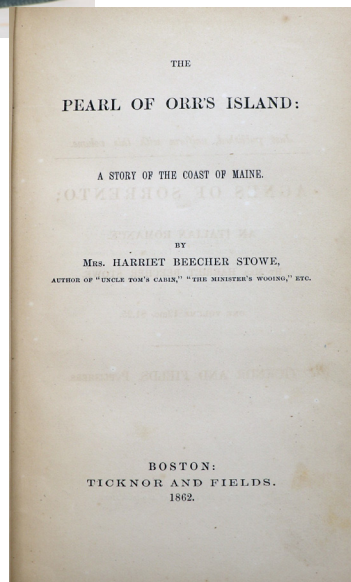 THE
PEARL OF ORR'S ISLAND:
A STORY OF THE COAST OF MAINE.
BY
MRS. HARRIET BEECHER STOWE,
AUTHOR OF "UNCLE TOM'S CABIN," "THE MINISTER'S WOOING," ETC.
BOSTON:
TICKNOR AND FIELDS.
1862.